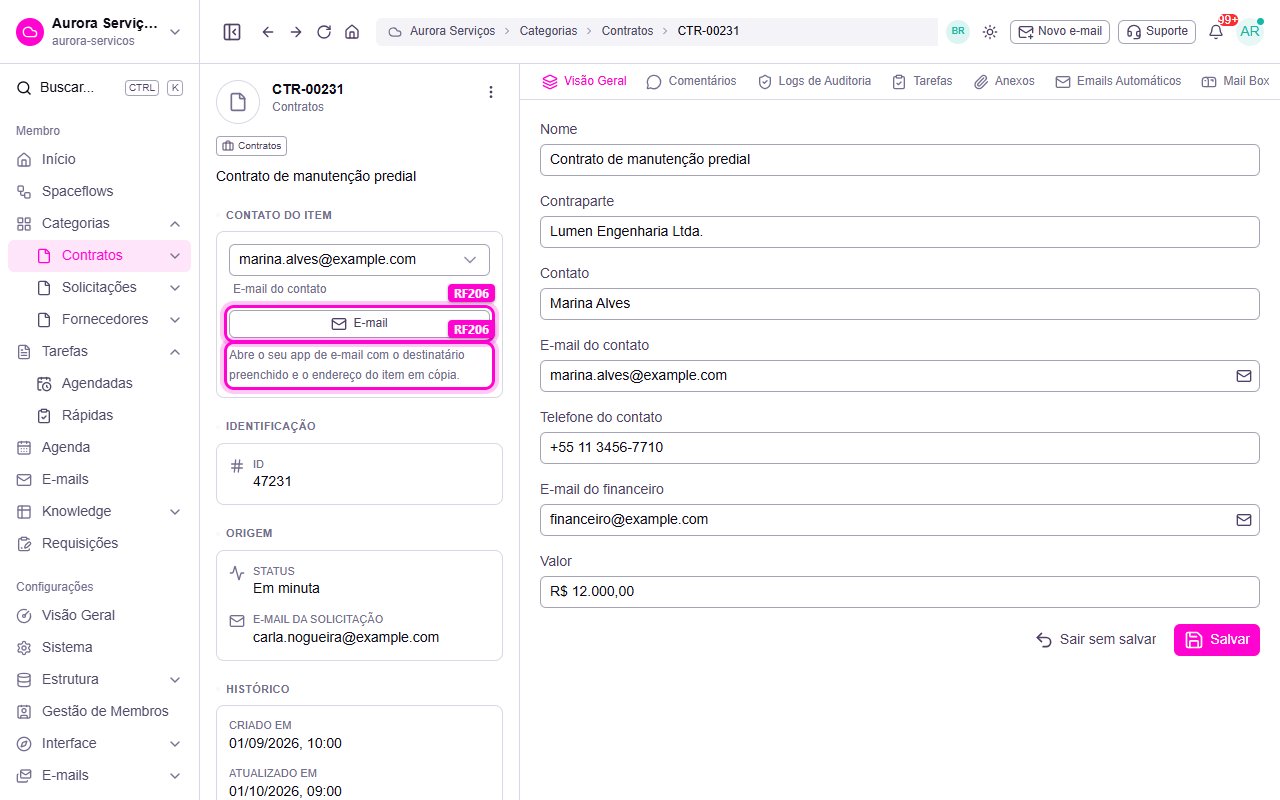 Aurora Serviç...
aurora-servicos
Aurora Serviços
Categorias
Contratos
CTR-00231
BR
Novo e-mail
Suporte
99+
AR
Buscar...
CTRL
K
Membro
Início
Spaceflows
Categorias
Contratos
Solicitações
Fornecedores
Tarefas
Agendadas
Rápidas
Agenda
E-mails
Knowledge
Requisições
Configurações
Visão Geral
Sistema
Estrutura
Gestão de Membros
Interface
E-mails
CTR-00231
Contratos
Contratos
Contrato de manutenção predial
CONTATO DO ITEM
marina.alves@example.com
E-mail do contato
RF206
E-mail
RF206
Abre o seu app de e-mail com o destinatário
preenchido e o endereço do item em cópia.
IDENTIFICAÇÃO
ID
47231
ORIGEM
STATUS
Em minuta
E-MAIL DA SOLICITAÇÃO
carla.nogueira@example.com
HISTÓRICO
CRIADO EM
01/09/2026, 10:00
ATUALIZADO EM
01/10/2026, 09:00
Visão Geral
Comentários
Logs de Auditoria
Tarefas
Anexos
Emails Automáticos
Mail Box
Nome
Contrato de manutenção predial
Contraparte
Lumen Engenharia Ltda.
Contato
Marina Alves
E-mail do contato
marina.alves@example.com
Telefone do contato
+55 11 3456-7710
E-mail do financeiro
financeiro@example.com
Valor
R$ 12.000,00
Sair sem salvar
Salvar